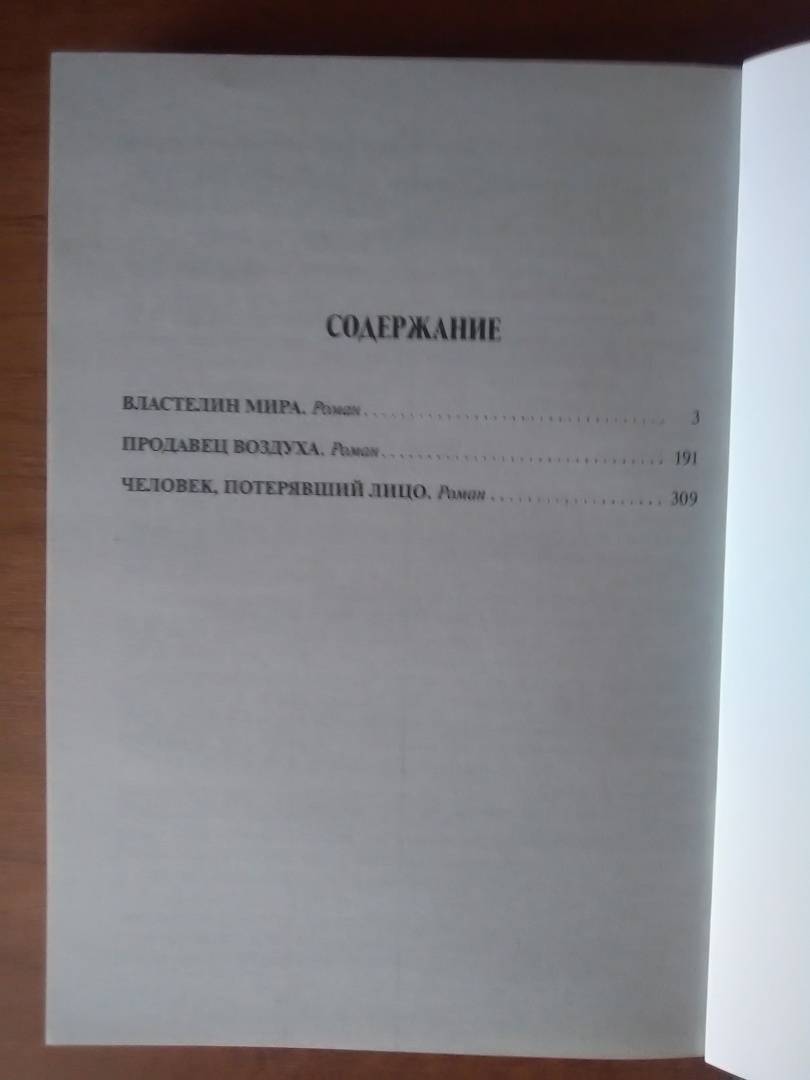 СОДЕРЖАНИЕ
ВЛАСТЕЛИН МИРА. Роман . . . . . . . . . . . . . . . . . . . . . . . . . . . . . . 3
ПРОДАВЕЦ ВОЗДУХА. Роман . . . . . . . . . . . . . . . . . . . . . . . . . . . . 191
ЧЕЛОВЕК, ПОТЕРЯВШИЙ ЛИЦО. Роман . . . . . . . . . . . . . . . . . . 309